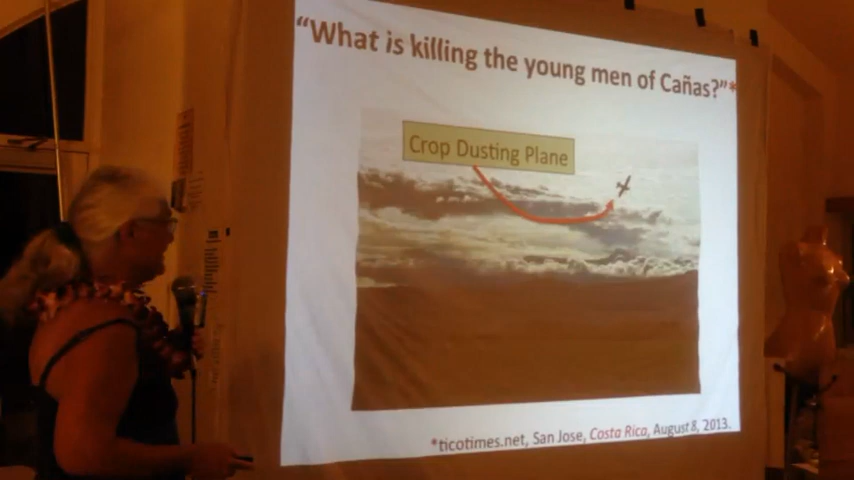 “What is killing the young men of Cañas?”*
Crop Dusting Plane
*ticotimes.net, San Jose, Costa Rica, August 8, 2013.